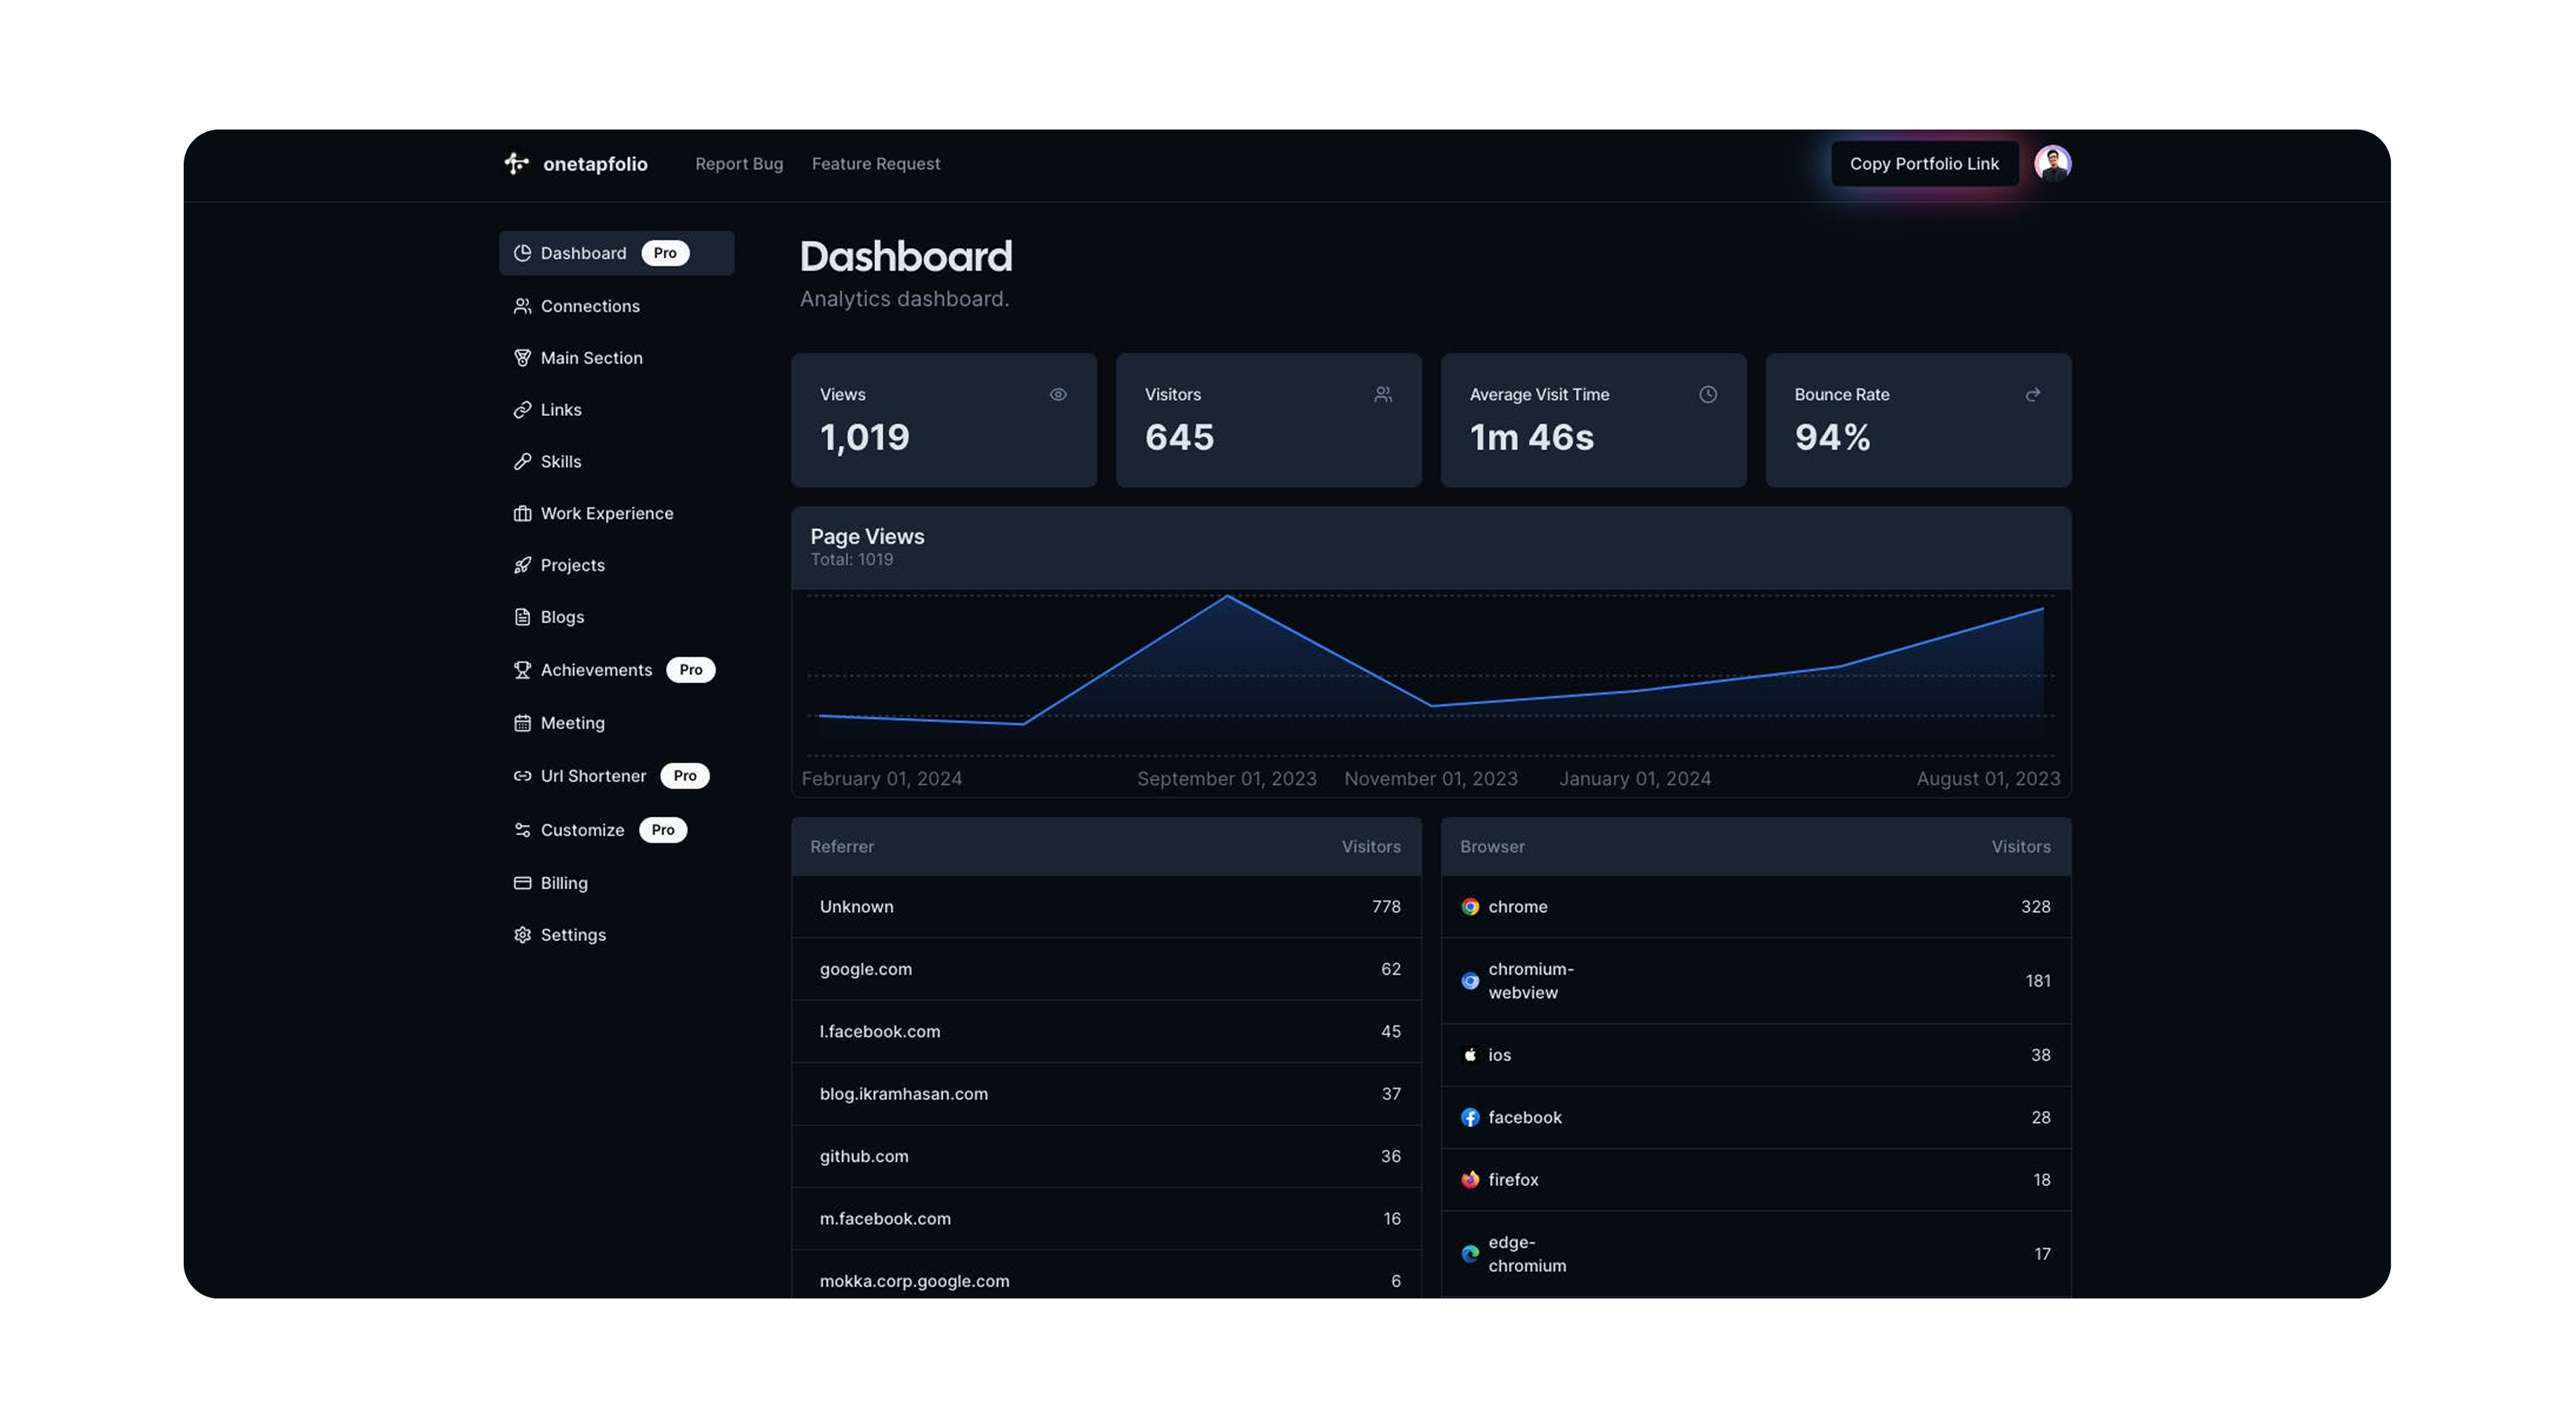 onetapfolio
Report Bug
Feature Request
Copy Portfolio Link
Dashboard Pro
Connections
Main Section
Links
Skills
Work Experience
Projects
Blogs
Achievements Pro
Meeting
Url Shortener Pro
Customize Pro
Billing
Settings
Dashboard
Analytics dashboard.
Views
1,019
Visitors
645
Average Visit Time
1m 46s
Bounce Rate
94%
Page Views
Total: 1019
February 01, 2024
September 01, 2023
November 01, 2023
January 01, 2024
August 01, 2023
Referrer Visitors
Unknown 778
google.com 62
l.facebook.com 45
blog.ikramhasan.com 37
github.com 36
m.facebook.com 16
mokka.corp.google.com 6
Browser Visitors
chrome 328
chromium-
webview 181
ios 38
facebook 28
firefox 18
edge-
chromium 17